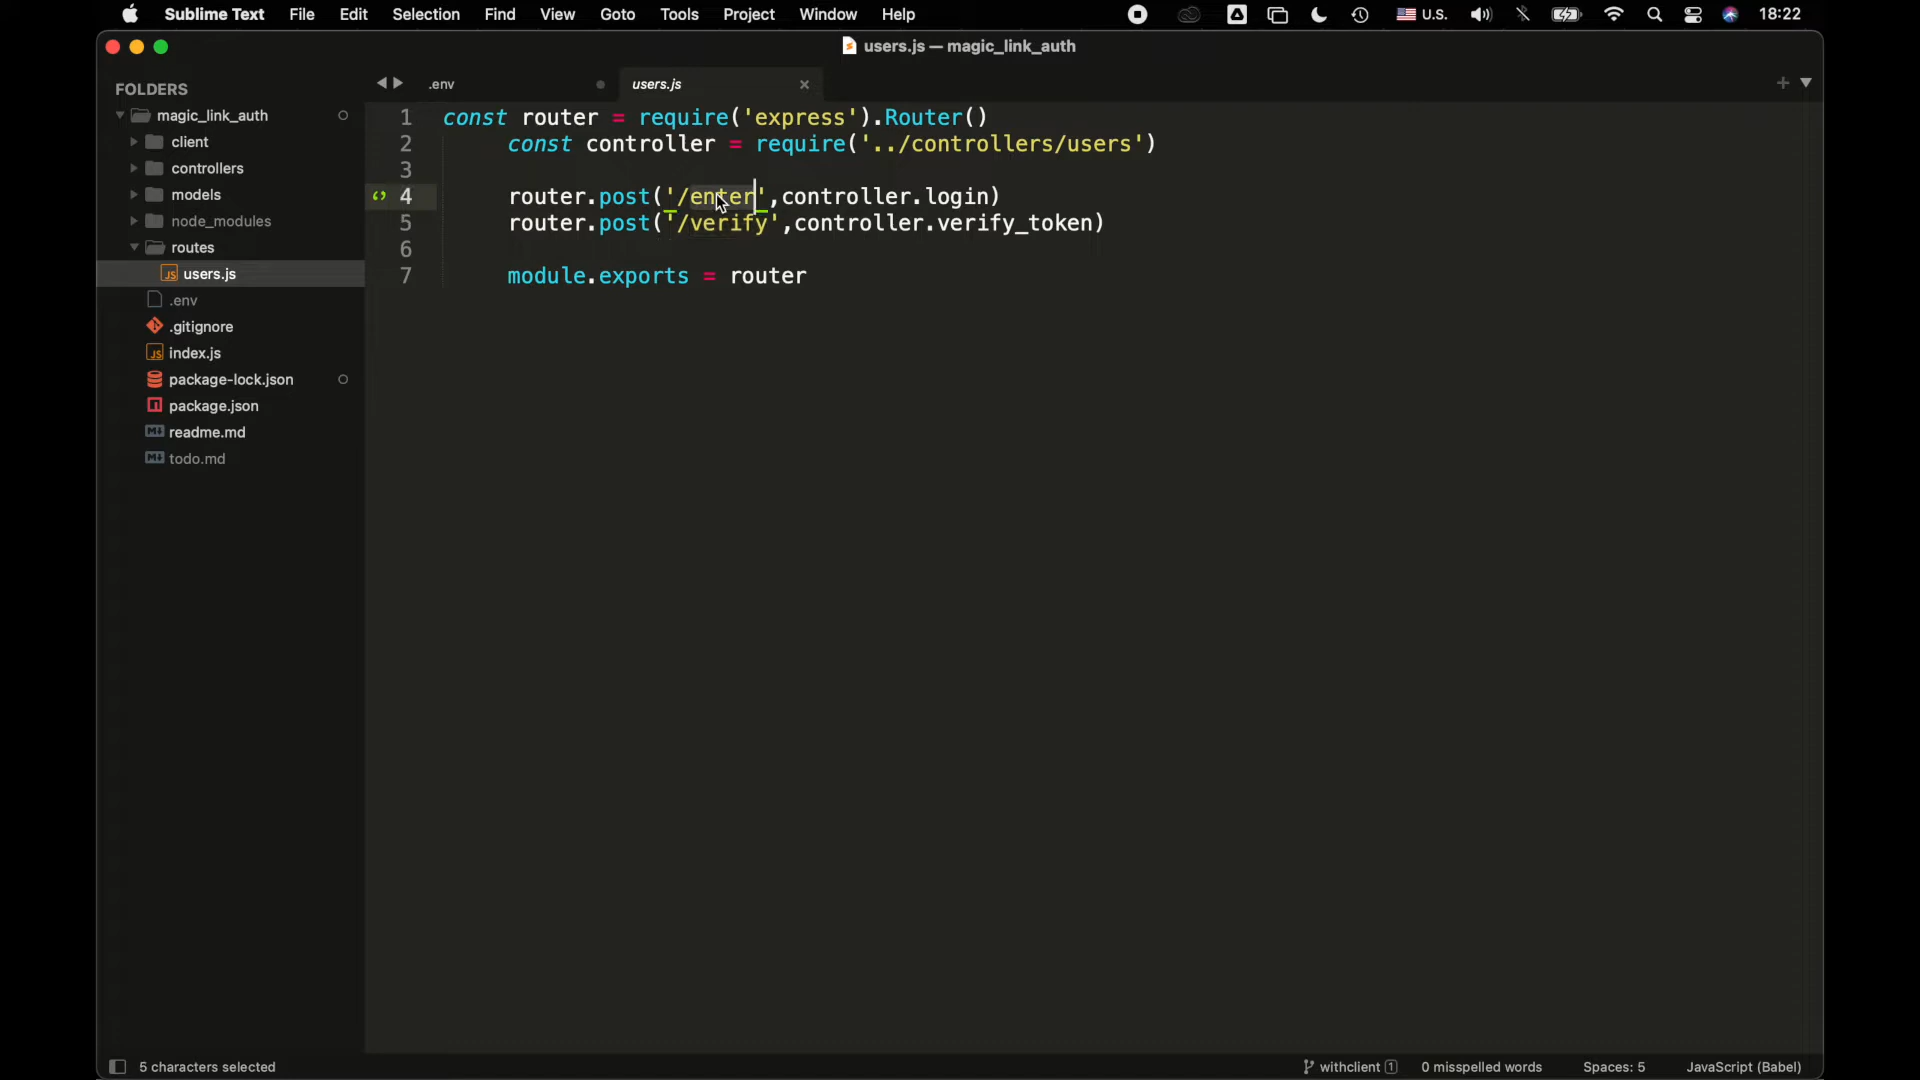 Sublime Text File Edit Selection Find View Goto Tools Project Window Help U.S. 18:22
users.js — magic_link_auth
FOLDERS
magic_link_auth
client
controllers
models
node_modules
routes
users.js
.env
.gitignore
index.js
package-lock.json
package.json
readme.md
todo.md
.env users.js
1 const router = require('express').Router()
2 const controller = require('../controllers/users')
3
4 router.post('/enter',controller.login)
5 router.post('/verify',controller.verify_token)
6
7 module.exports = router
5 characters selected withclient 1 0 misspelled words Spaces: 5 JavaScript (Babel)